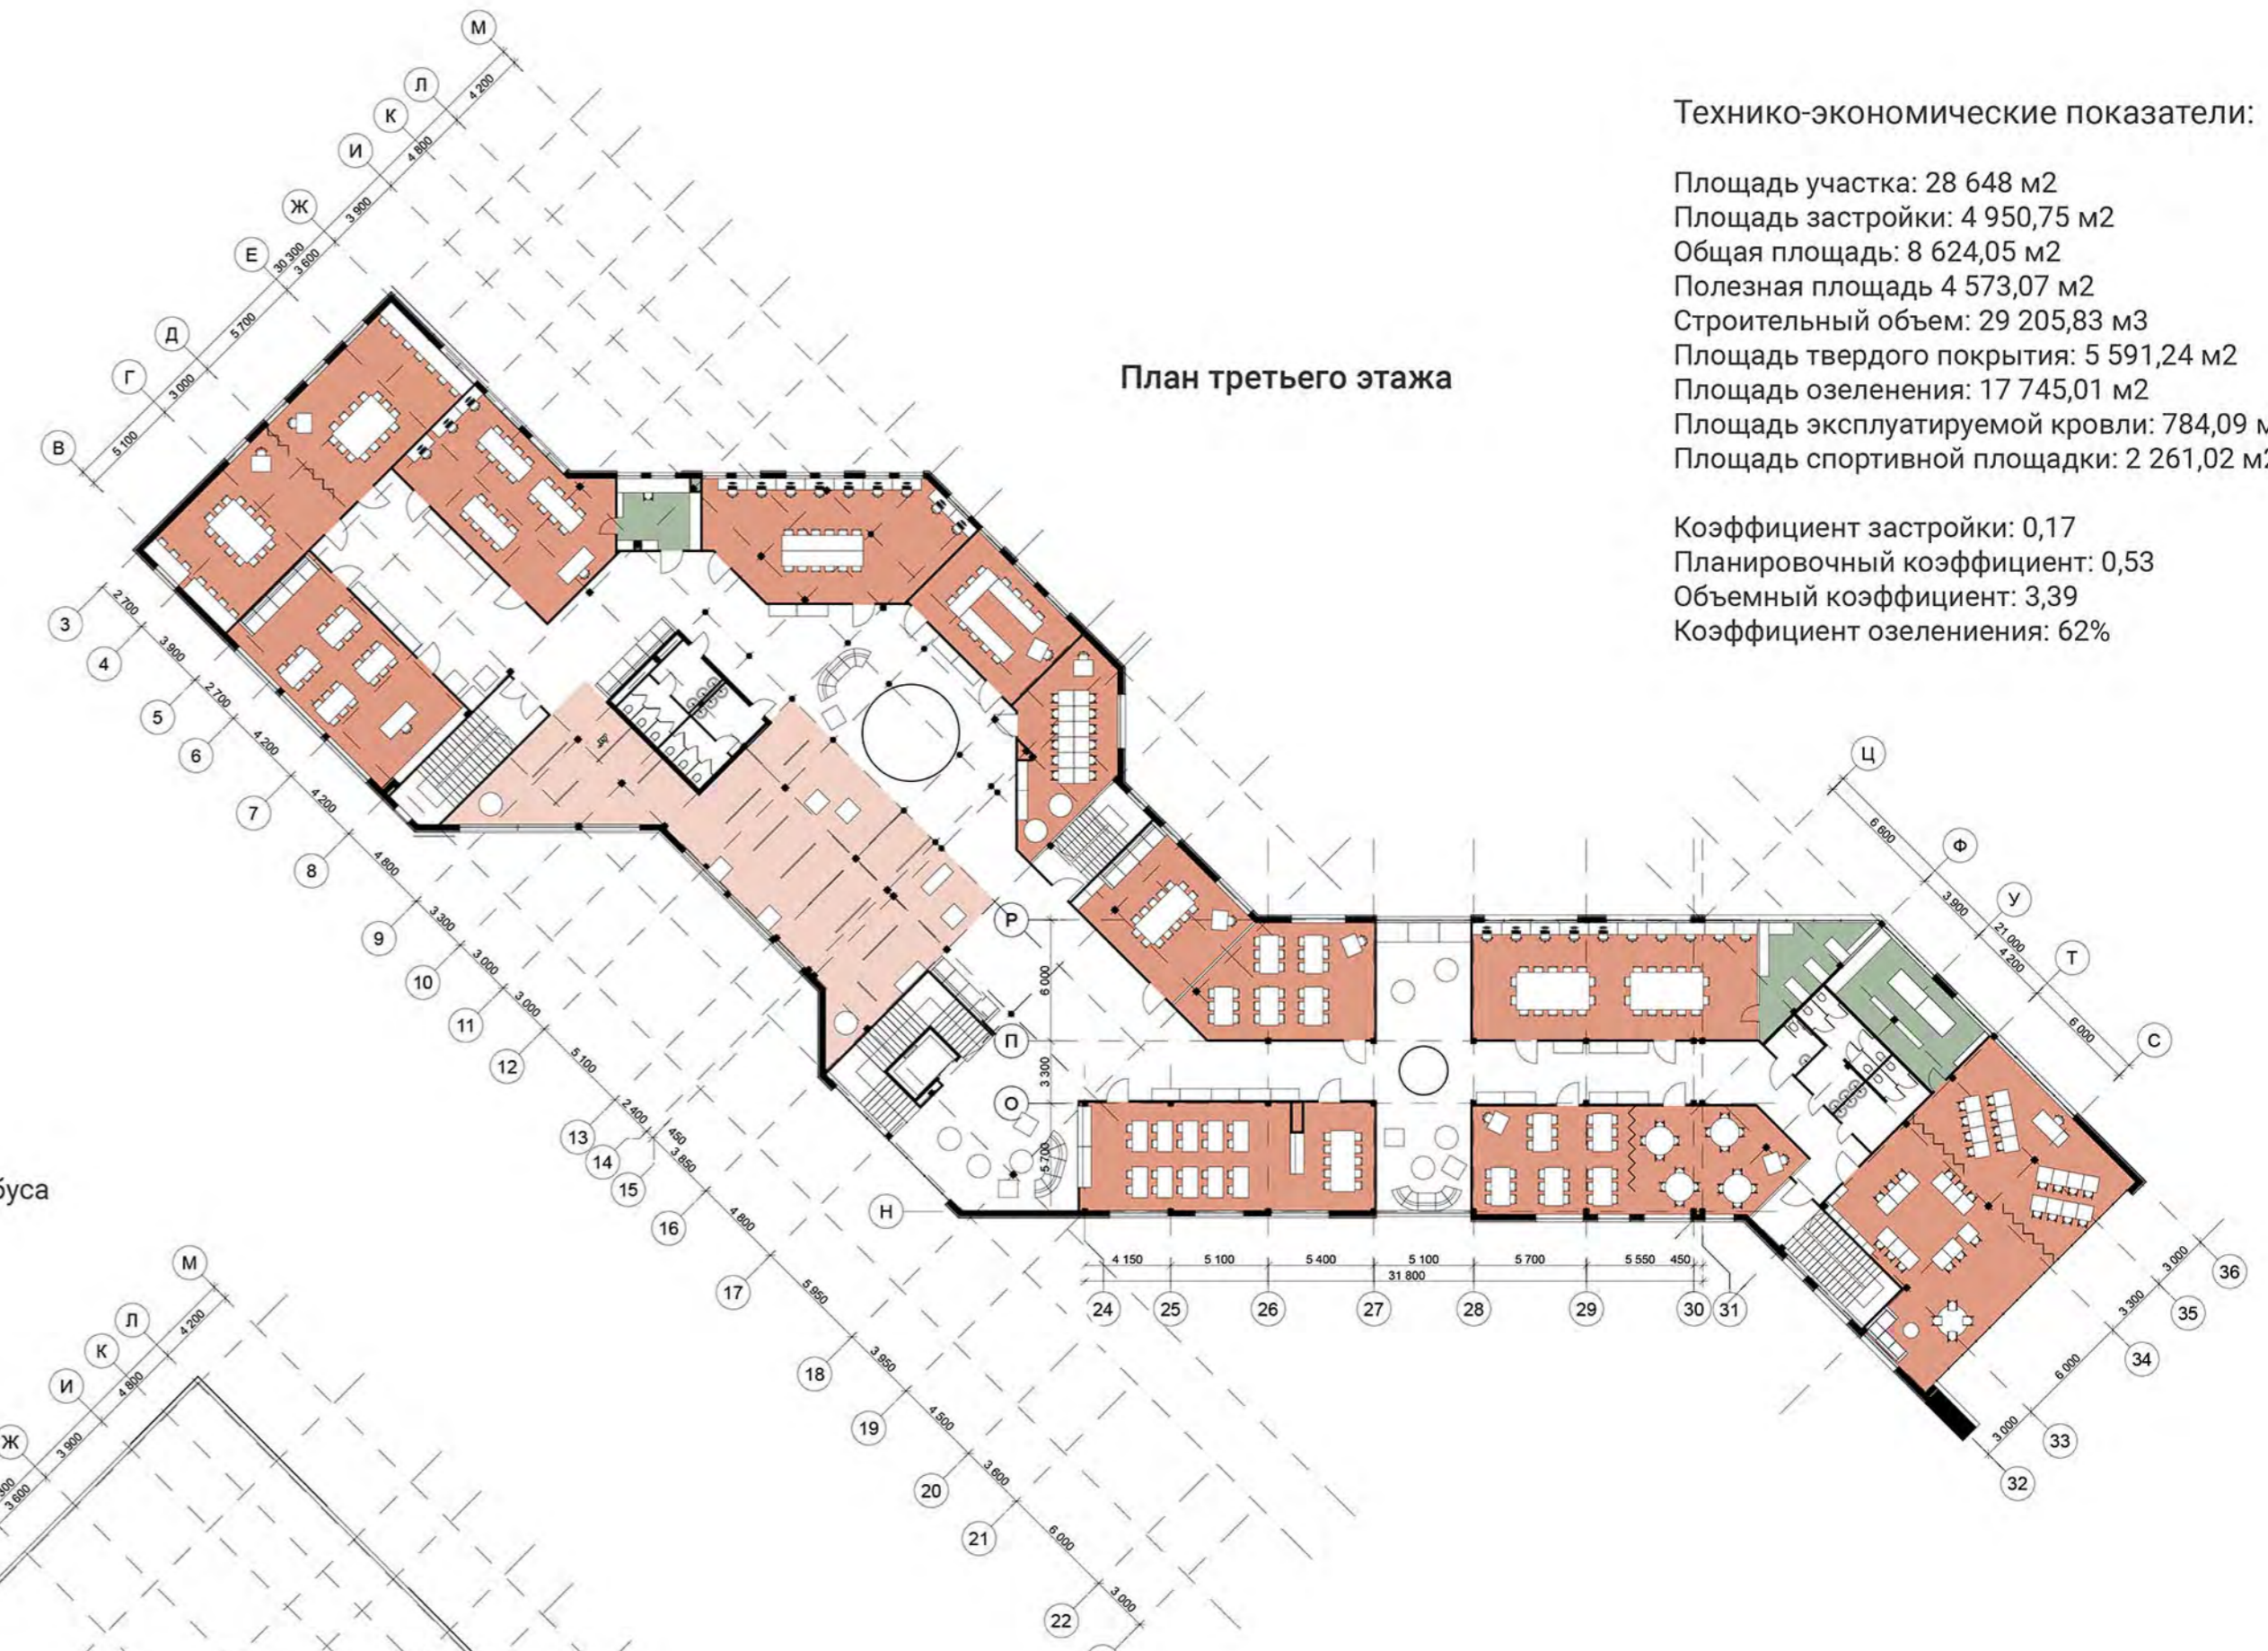 Технико-экономические показатели:
Площадь участка: 28 648 м2
Площадь застройки: 4 950,75 м2
Общая площадь: 8 624,05 м2
Полезная площадь 4 573,07 м2
Строительный объем: 29 205,83 м3
Площадь твердого покрытия: 5 591,24 м2
Площадь озеленения: 17 745,01 м2
Площадь эксплуатируемой кровли: 784,09 м
Площадь спортивной площадки: 2 261,02 м2
Коэффициент застройки: 0,17
Планировочный коэффициент: 0,53
Объемный коэффициент: 3,39
Коэффициент озелениения: 62%
План третьего этажа
М
Л
К
И
Ж
Е
Д
Г
В
4 200
4 800
3 900
3 600
30 300
5 700
3 000
5 100
3
4
5
6
7
8
9
10
11
12
13
14
15
16
17
18
19
20
21
22
2 700
3 900
2 700
4 200
4 200
4 800
3 300
3 000
3 000
5 100
2 400
450
3 850
4 800
5 950
3 950
4 500
3 600
6 000
3 000
Р
П
О
Н
6 000
3 300
5 700
4 150
5 100
5 400
5 100
5 700
5 550
450
31 800
24
25
26
27
28
29
30
31
Ц
Ф
У
Т
С
6 600
3 900
21 000
4 200
6 000
36
35
34
33
32
3 000
3 300
6 000
3 000
буса
М
Л
К
И
Ж
4 200
4 800
3 900
3 600